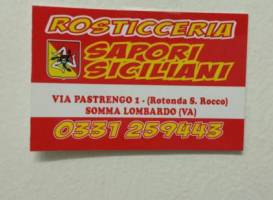 ROSTICCERIA
SAPORI
SICILIANI
VIA PASTRENGO 1 - (Rotonda S. Rocco)
SOMMA LOMBARDO (VA)
0331 259443